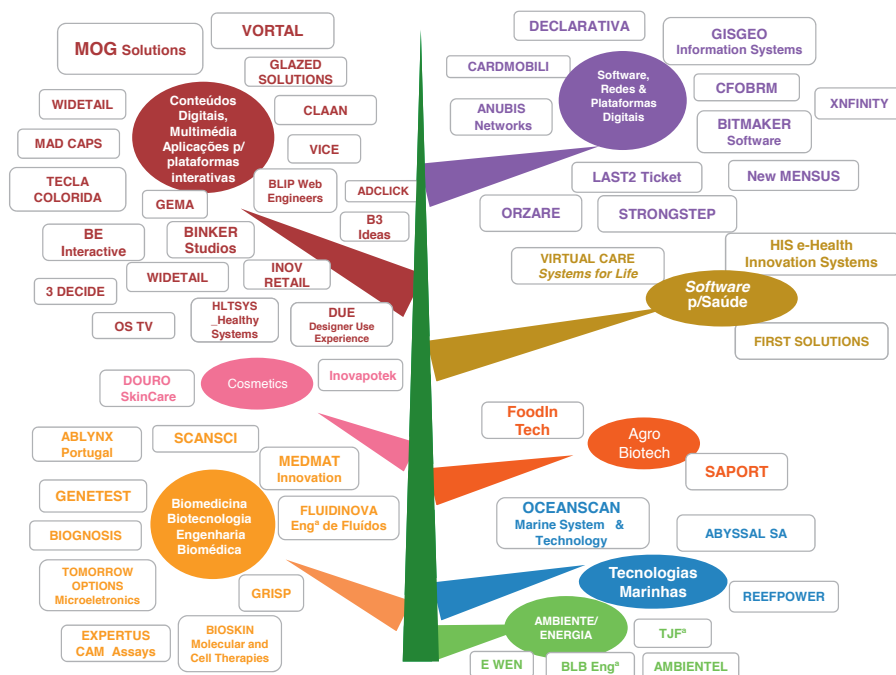 MOG Solutions
VORTAL
GLAZED
SOLUTIONS
WIDETAIL
Conteúdos
Digitais,
Multimédia
Aplicações p/
plataformas
interativas
CLAAN
MAD CAPS
VICE
TECLA
COLORIDA
GEMA
BLIP Web
Engineers
ADCLICK
BE
Interactive
BINKER
Studios
B3
Ideas
3 DECIDE
WIDETAIL
INOV
RETAIL
OS TV
HLTSYS
_Healthy
Systems
DUE
Designer Use
Experience
DOURO
SkinCare
Cosmetics
Inovapotek
ABLYNX
Portugal
SCANSCI
MEDMAT
Innovation
GENETEST
Biomedicina
Biotecnologia
Engenharia
Biomédica
FLUIDINOVA
Engª de Fluídos
BIOGNOSIS
TOMORROW
OPTIONS
Microeletronics
GRISP
EXPERTUS
CAM Assays
BIOSKIN
Molecular and
Cell Therapies
DECLARATIVA
GISGEO
Information Systems
CARDMOBILI
Software,
Redes &
Plataformas
Digitais
CFOBRM
XNFINITY
ANUBIS
Networks
BITMAKER
Software
LAST2 Ticket
New MENSUS
ORZARE
STRONGSTEP
VIRTUAL CARE
Systems for Life
HIS e-Health
Innovation Systems
Software
p/Saúde
FIRST SOLUTIONS
FoodIn
Tech
Agro
Biotech
SAPORT
OCEANSCAN
Marine System &
Technology
ABYSSAL SA
Tecnologias
Marinhas
REEFPOWER
AMBIENTE/
ENERGIA
TJFª
E WEN
BLB Engª
AMBIENTEL